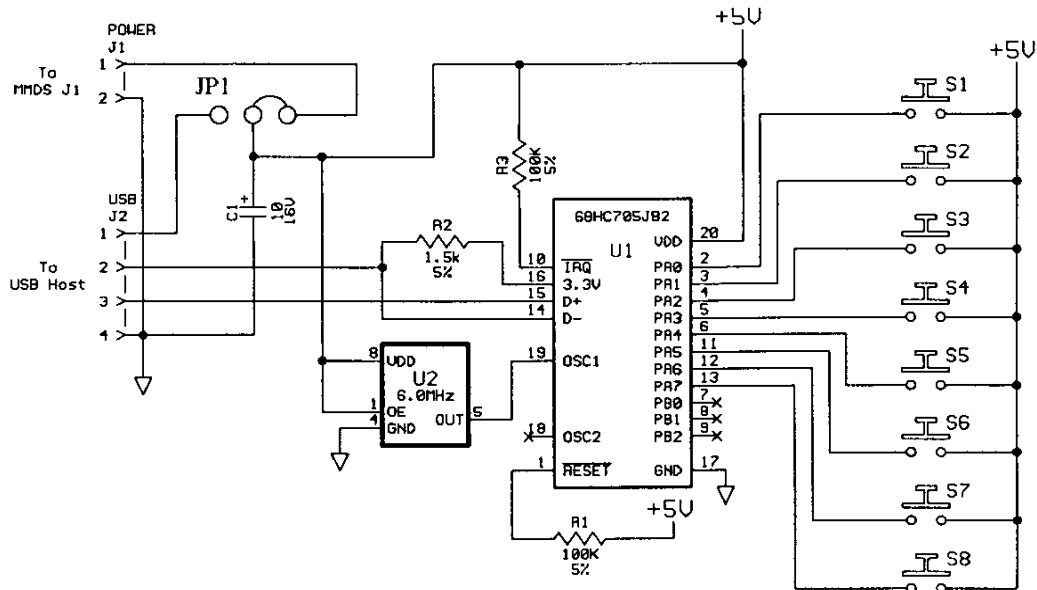 +5V
+5V
POWER
J1
1
To
MMDS J1
2
JP1
S1
S2
S3
S4
S5
S6
S7
S8
R3
100K
5%
C1
+
10
16V
USB
J2
1
2
To
USB Host
3
4
R2
1.5k
5%
68HC705JB2
U1
VDD 20
PA0 2
PA1 3
PA2 4
PA3 5
PA4 6
PA5 11
PA6 12
PA7 13
PB0 7
PB1 8
PB2 9
GND 17
10 IRQ
16 3.3V
15 D+
14 D-
19 OSC1
18 OSC2
1 RESET
8 VDD
U2
6.0MHz
1 OE
4 GND
OUT 5
+5V
R1
100K
5%